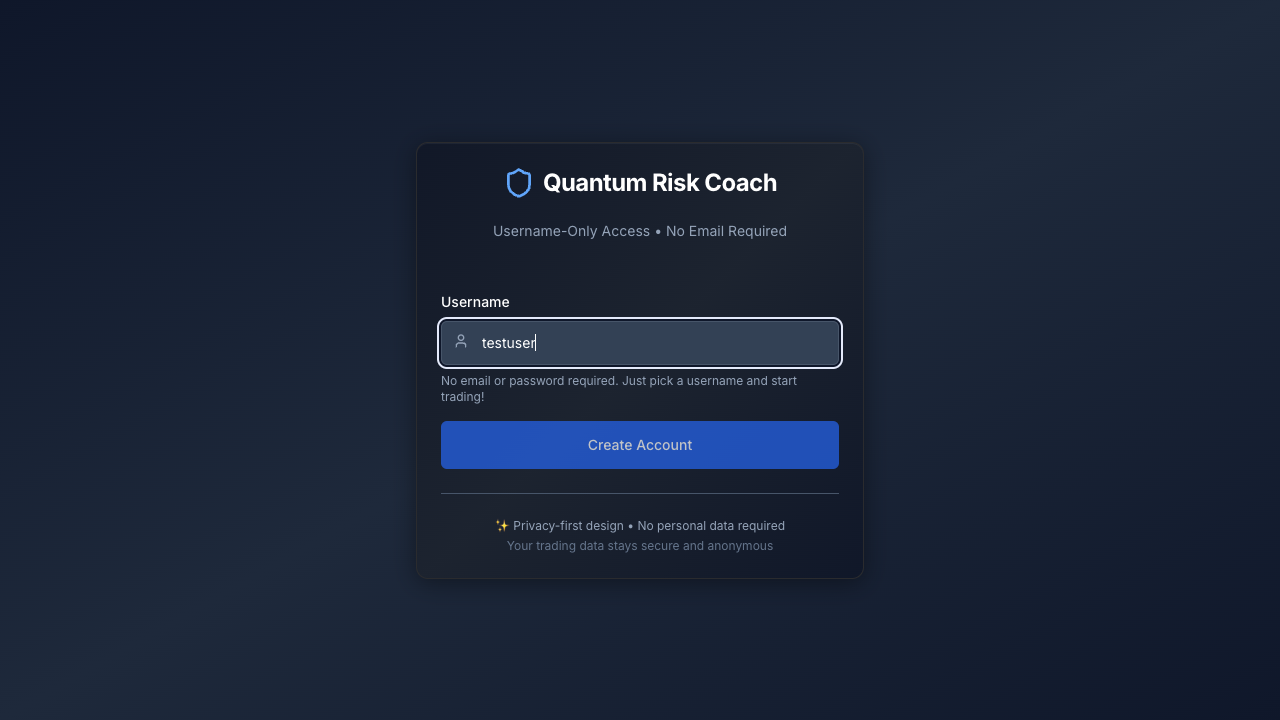 Quantum Risk Coach
Username-Only Access • No Email Required
Username
testuser
No email or password required. Just pick a username and start
trading!
Create Account
✨ Privacy-first design • No personal data required
Your trading data stays secure and anonymous